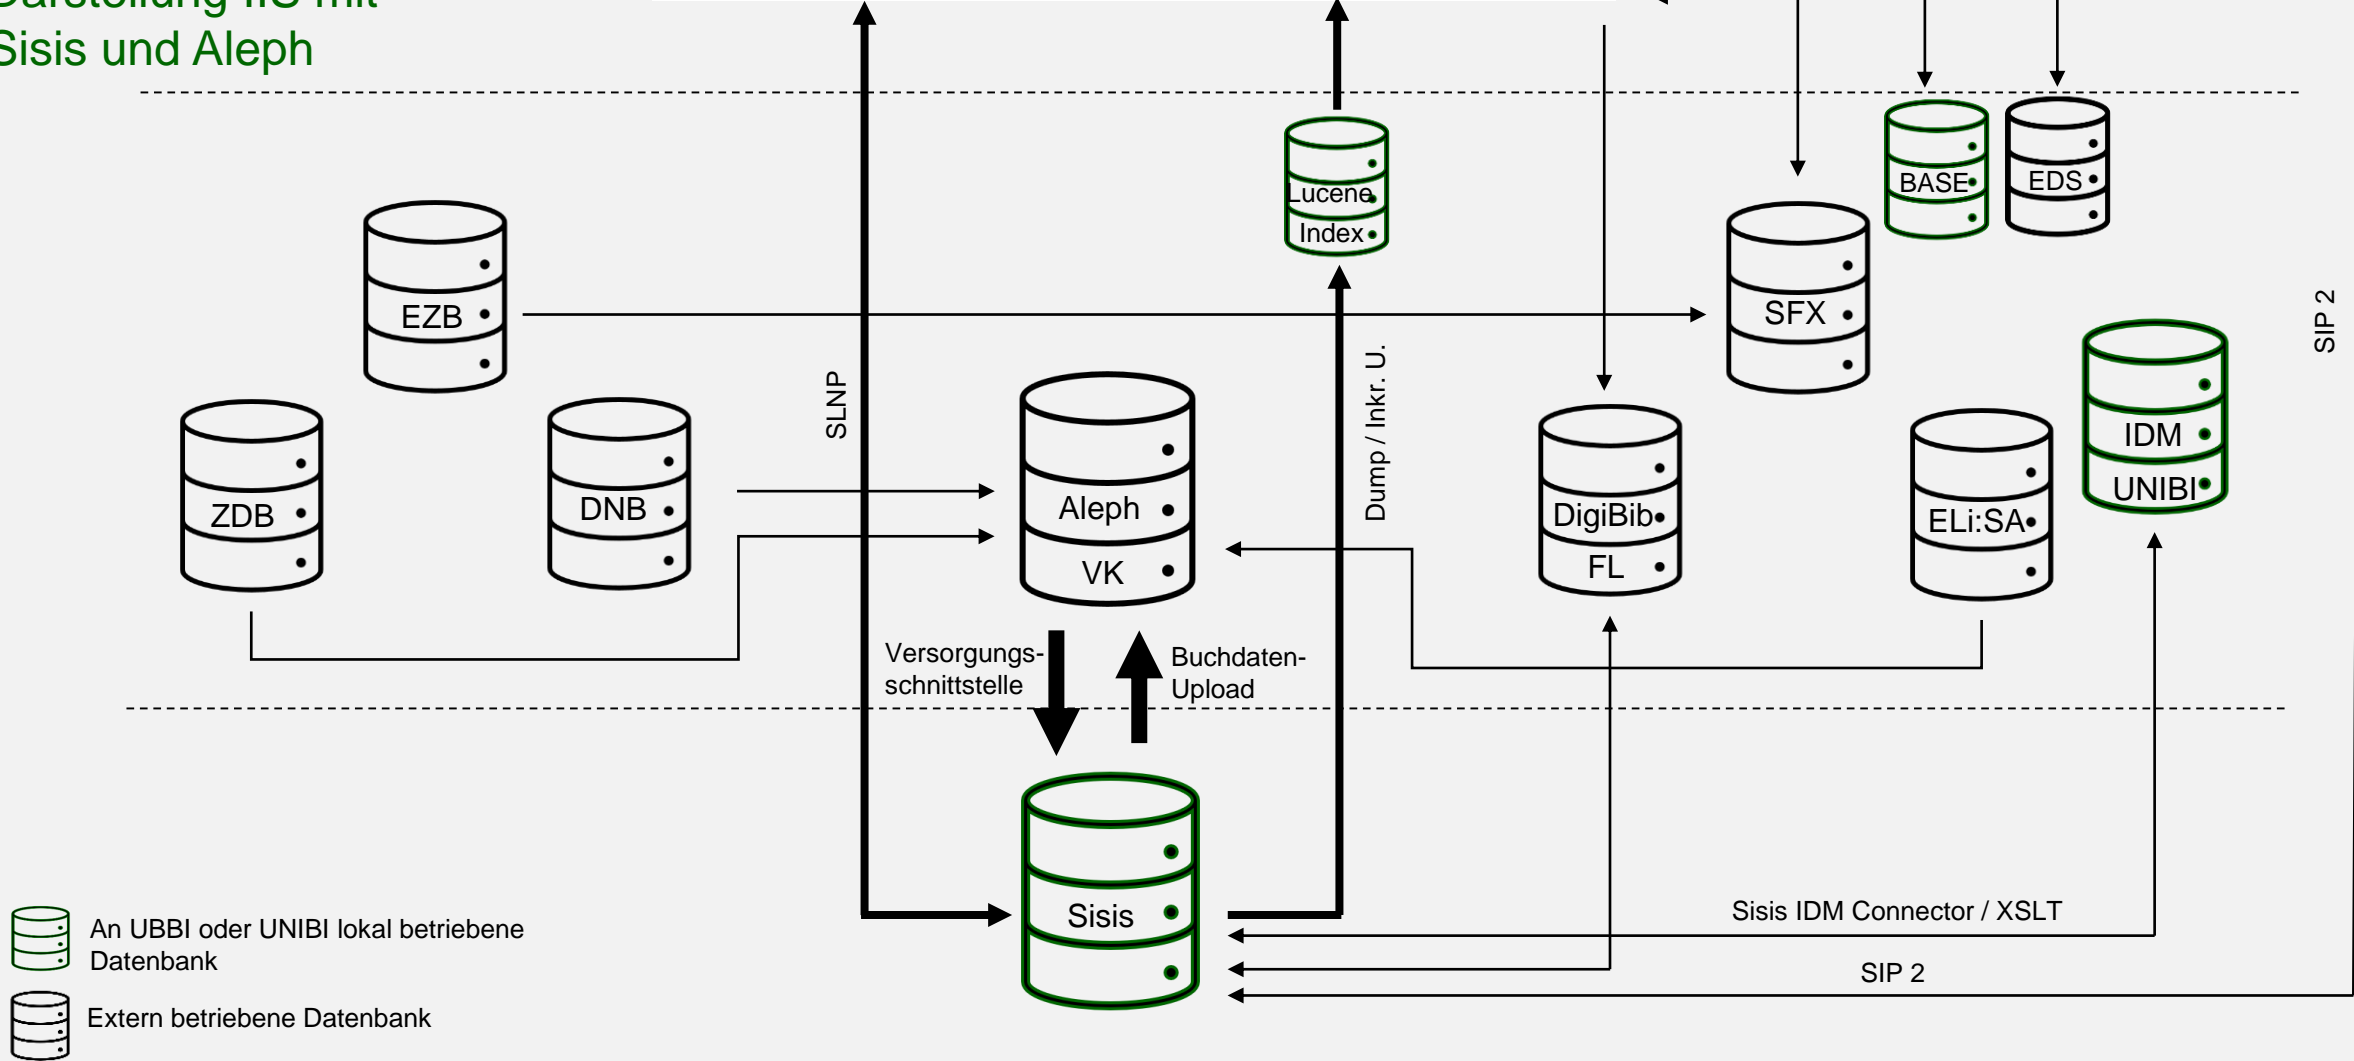 Sisis und Aleph
BASE
EDS
Lucene
Index
EZB
SFX
SIP 2
SLNP
Dump / Inkr. U.
IDM
UNIBI
ZDB
DNB
Aleph
VK
DigiBib
FL
ELi:SA
Versorgungs-
schnittstelle
Buchdaten-
Upload
Sisis
Sisis IDM Connector / XSLT
SIP 2
An UBBI oder UNIBI lokal betriebene
Datenbank
Extern betriebene Datenbank